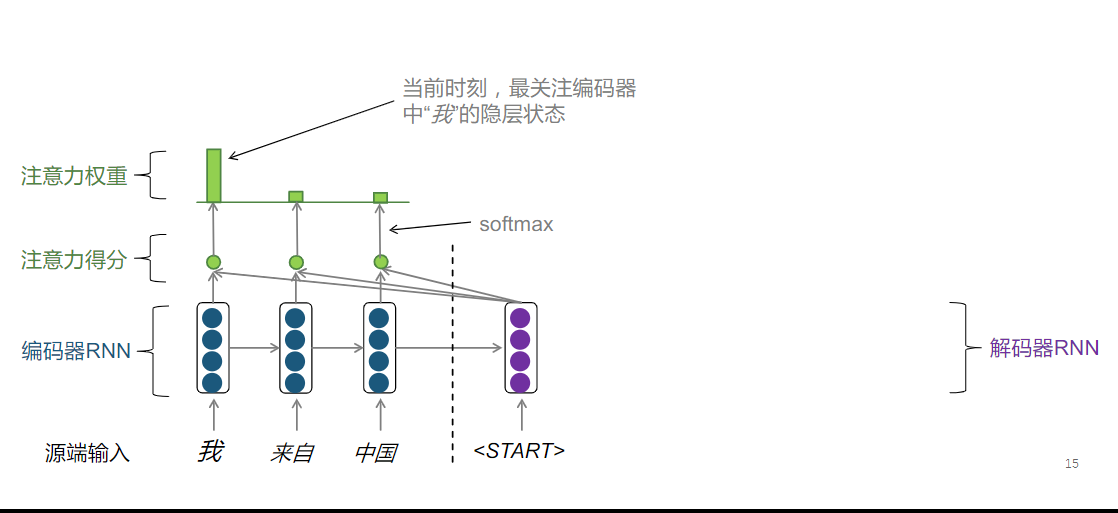 当前时刻，最关注编码器
中“我”的隐层状态
注意力权重
softmax
注意力得分
编码器RNN
解码器RNN
源端输入
我
来自
中国
<START>
15